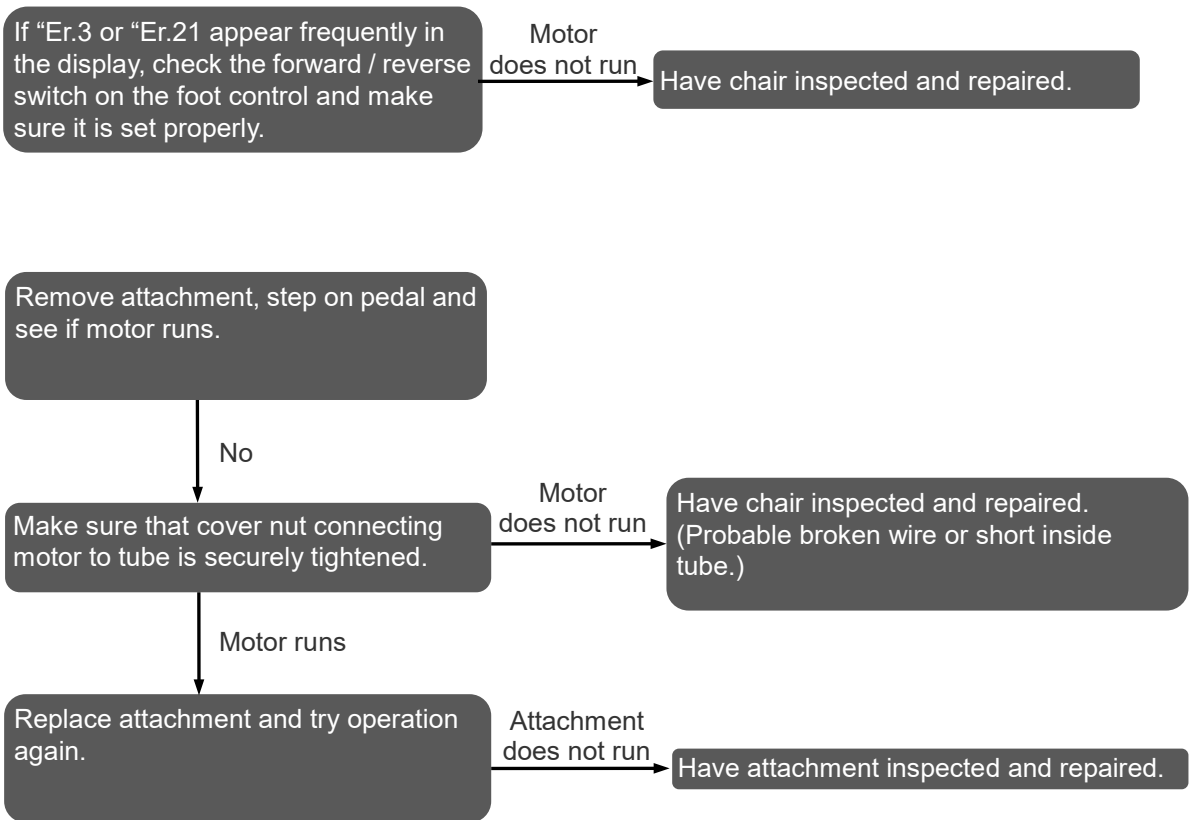 If “Er.3 or “Er.21 appear frequently in
the display, check the forward / reverse
switch on the foot control and make
sure it is set properly.
Motor
does not run
Have chair inspected and repaired.
Remove attachment, step on pedal and
see if motor runs.
No
Make sure that cover nut connecting
motor to tube is securely tightened.
Motor
does not run
Have chair inspected and repaired.
(Probable broken wire or short inside
tube.)
Motor runs
Replace attachment and try operation
again.
Attachment
does not run
Have attachment inspected and repaired.